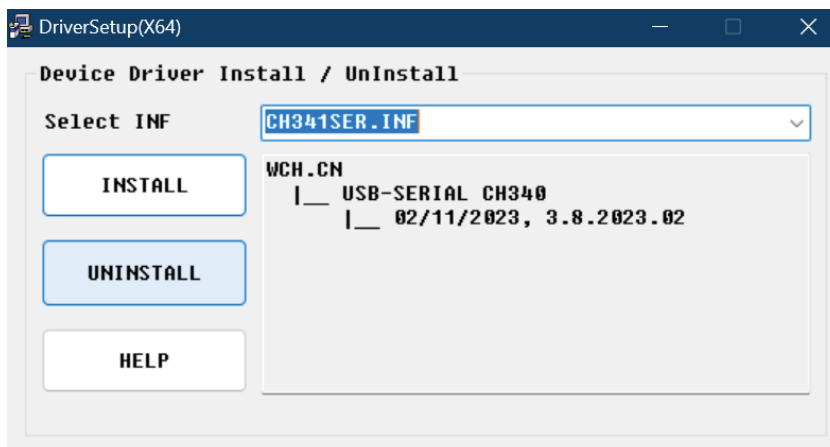 DriverSetup(X64)
Device Driver Install / UnInstall
Select INF
CH341SER.INF
INSTALL
UNINSTALL
HELP
WCH.CN
|__ USB-SERIAL CH340
|__ 02/11/2023, 3.8.2023.02